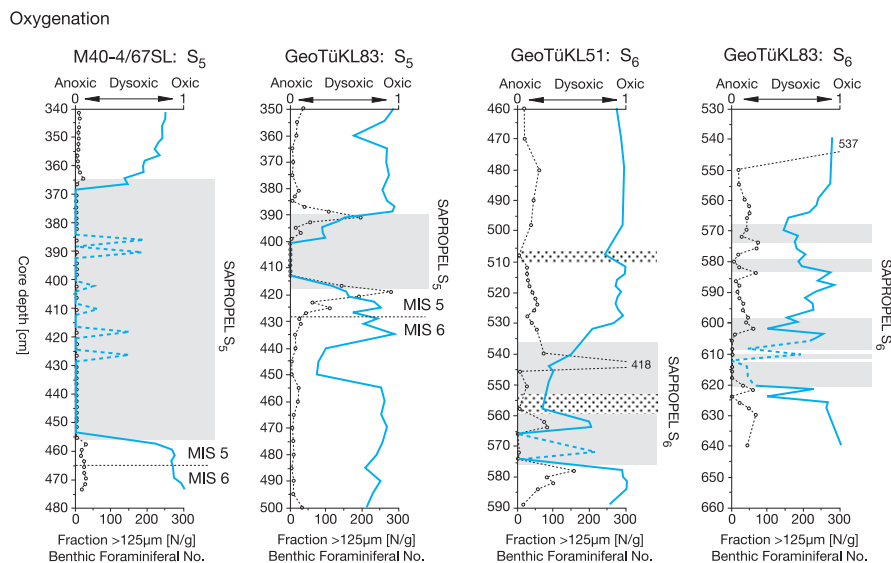 Oxygenation
M40-4/67SL: S5
GeoTüKL83: S5
GeoTüKL51: S6
GeoTüKL83: S6
Anoxic Dysoxic Oxic
0 1
Anoxic Dysoxic Oxic
0 1
Anoxic Dysoxic Oxic
0 1
Anoxic Dysoxic Oxic
0 1
Core depth [cm]
340
350
360
370
380
390
400
410
420
430
440
450
460
470
480
SAPROPEL S5
MIS 5
MIS 6
0 100 200 300
Fraction >125µm [N/g]
Benthic Foraminiferal No.
350
360
370
380
390
400
410
420
430
440
450
460
470
480
490
500
SAPROPEL S5
MIS 5
MIS 6
0 100 200 300
Fraction >125µm [N/g]
Benthic Foraminiferal No.
460
470
480
490
500
510
520
530
540
550
560
570
580
590
418
SAPROPEL S6
0 100 200 300
Fraction >125µm [N/g]
Benthic Foraminiferal No.
530
540
550
560
570
580
590
600
610
620
630
640
650
660
537
SAPROPEL S6
0 100 200 300
Fraction >125µm [N/g]
Benthic Foraminiferal No.